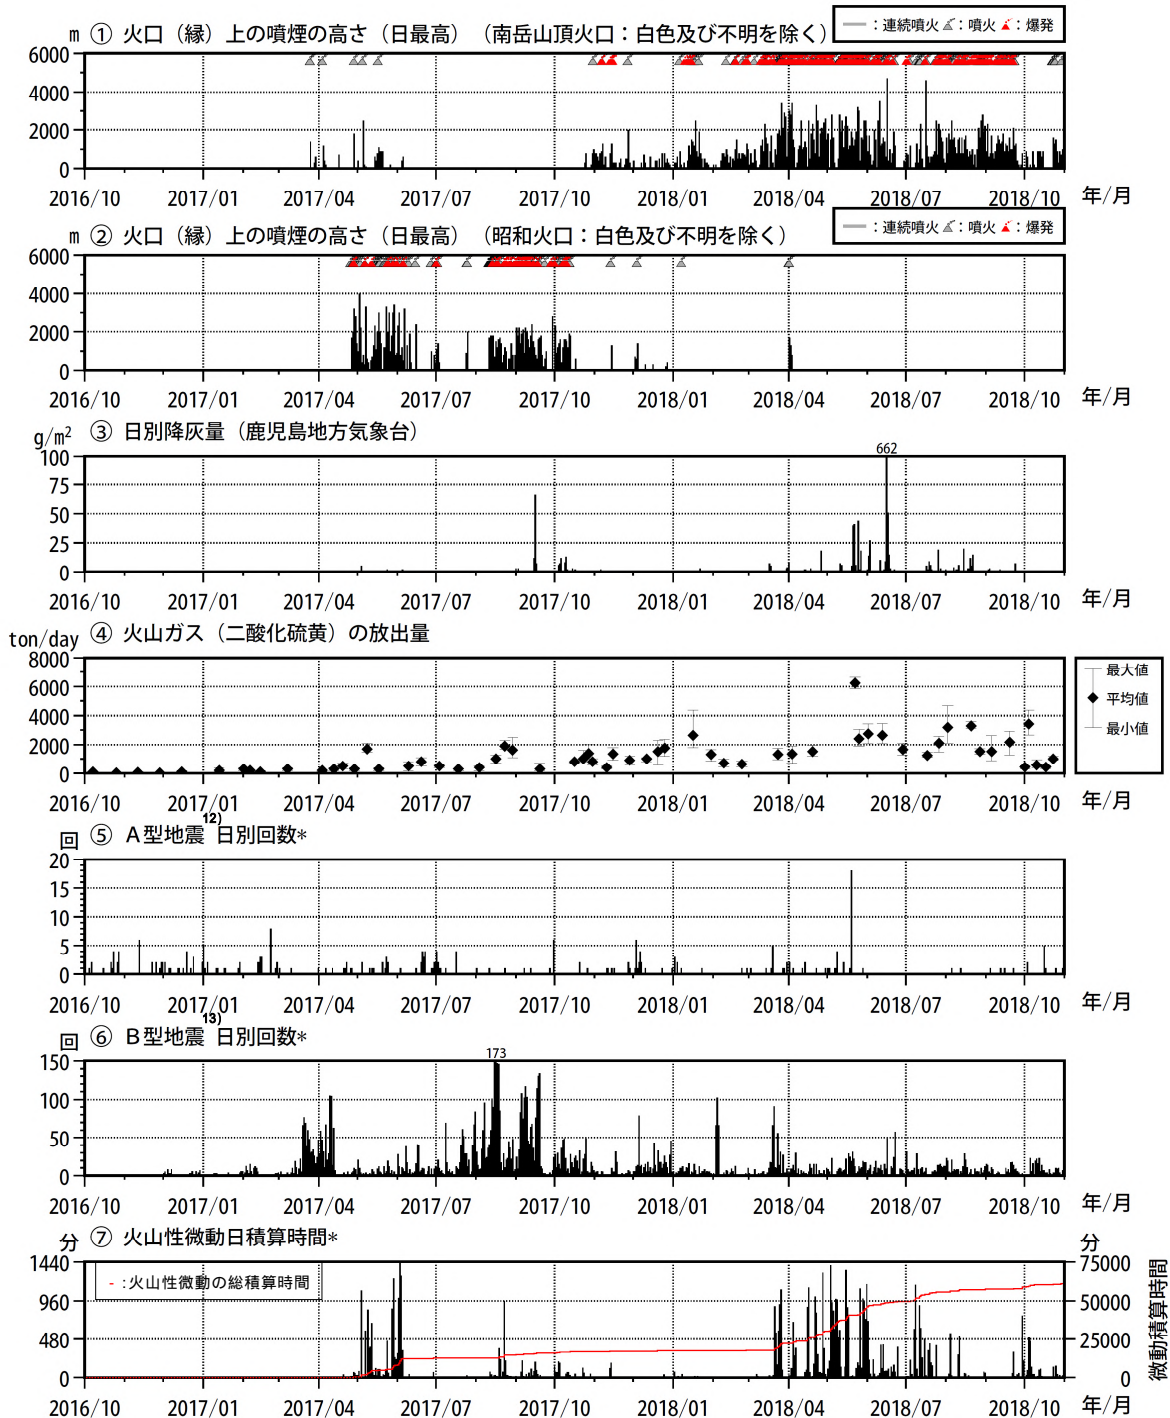 m ① 火口（縁）上の噴煙の高さ（日最高）（南岳山頂火口：白色及び不明を除く）
：連続噴火 ：噴火 ：爆発
6000
4000
2000
0
2016/10 2017/01 2017/04 2017/07 2017/10 2018/01 2018/04 2018/07 2018/10 年/月
m ② 火口（縁）上の噴煙の高さ（日最高）（昭和火口：白色及び不明を除く）
：連続噴火 ：噴火 ：爆発
6000
4000
2000
0
2016/10 2017/01 2017/04 2017/07 2017/10 2018/01 2018/04 2018/07 2018/10 年/月
g/m² ③ 日別降灰量（鹿児島地方気象台）
662
100
75
50
25
0
2016/10 2017/01 2017/04 2017/07 2017/10 2018/01 2018/04 2018/07 2018/10 年/月
ton/day ④ 火山ガス（二酸化硫黄）の放出量
8000
6000
4000
2000
0
最大値
平均値
最小値
2016/10 2017/01 2017/04 2017/07 2017/10 2018/01 2018/04 2018/07 2018/10 年/月
回 ⑤ Ａ型地震12) 日別回数*
20
15
10
5
0
2016/10 2017/01 2017/04 2017/07 2017/10 2018/01 2018/04 2018/07 2018/10 年/月
回 ⑥ Ｂ型地震13) 日別回数*
173
150
100
50
0
2016/10 2017/01 2017/04 2017/07 2017/10 2018/01 2018/04 2018/07 2018/10 年/月
分 ⑦ 火山性微動日積算時間* 分
1440 75000
960 50000
480 25000
0 0
- :火山性微動の総積算時間
微動積算時間
2016/10 2017/01 2017/04 2017/07 2017/10 2018/01 2018/04 2018/07 2018/10 年/月